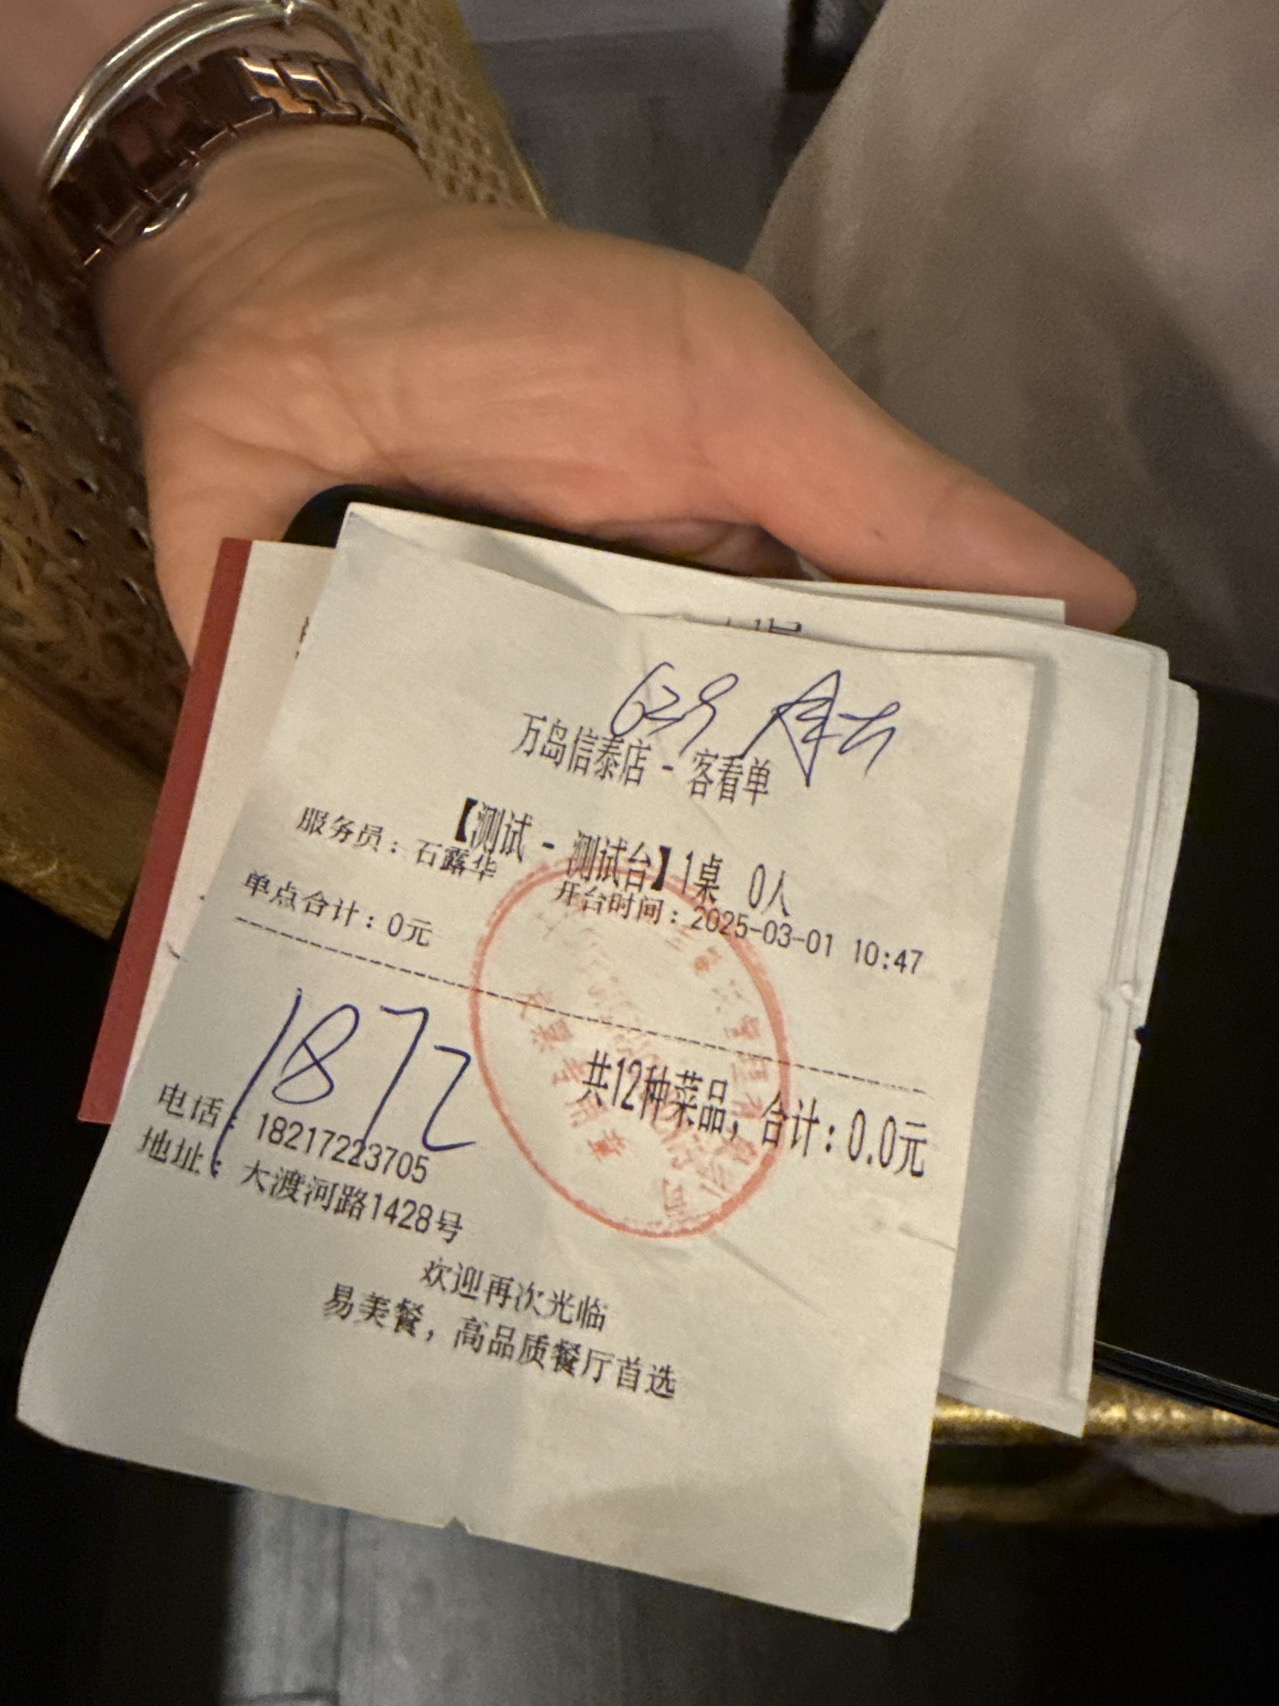 629
万岛信泰店 - 客看单
【测试 - 测试台】1桌 0人
服务员：石露华
开台时间：2025-03-01 10:47
单点合计：0元
1872
共12种菜品，合计：0.0元
电话：18217223705
地址：大渡河路1428号
欢迎再次光临
易美餐，高品质餐厅首选